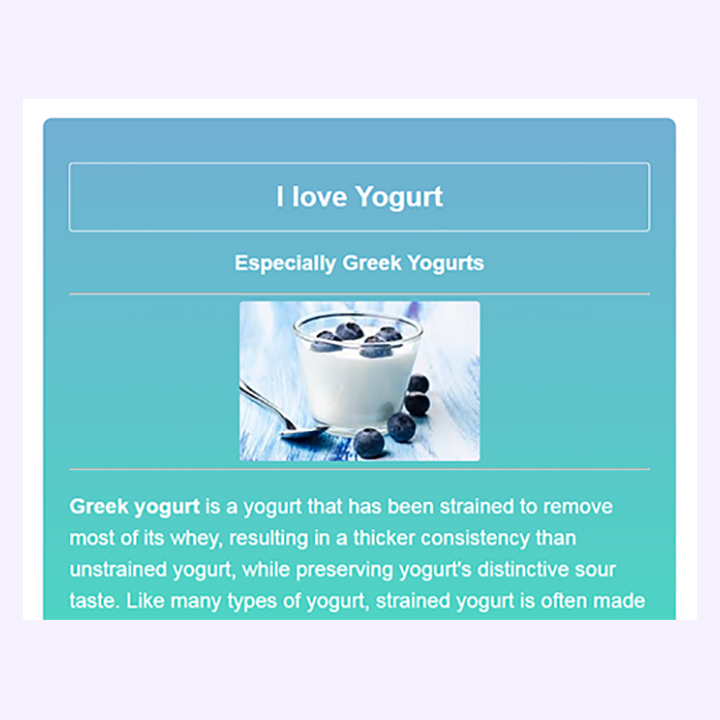 I love Yogurt
Especially Greek Yogurts
Greek yogurt is a yogurt that has been strained to remove
most of its whey, resulting in a thicker consistency than
unstrained yogurt, while preserving yogurt's distinctive sour
taste. Like many types of yogurt, strained yogurt is often made